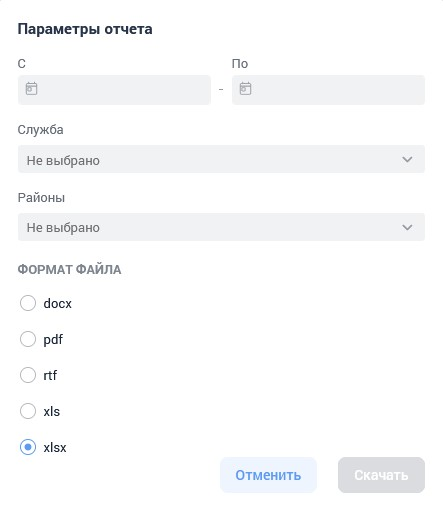 Параметры отчета
С По
-
Служба
Не выбрано
Районы
Не выбрано
ФОРМАТ ФАЙЛА
docx
pdf
rtf
xls
xlsx
Отменить Скачать